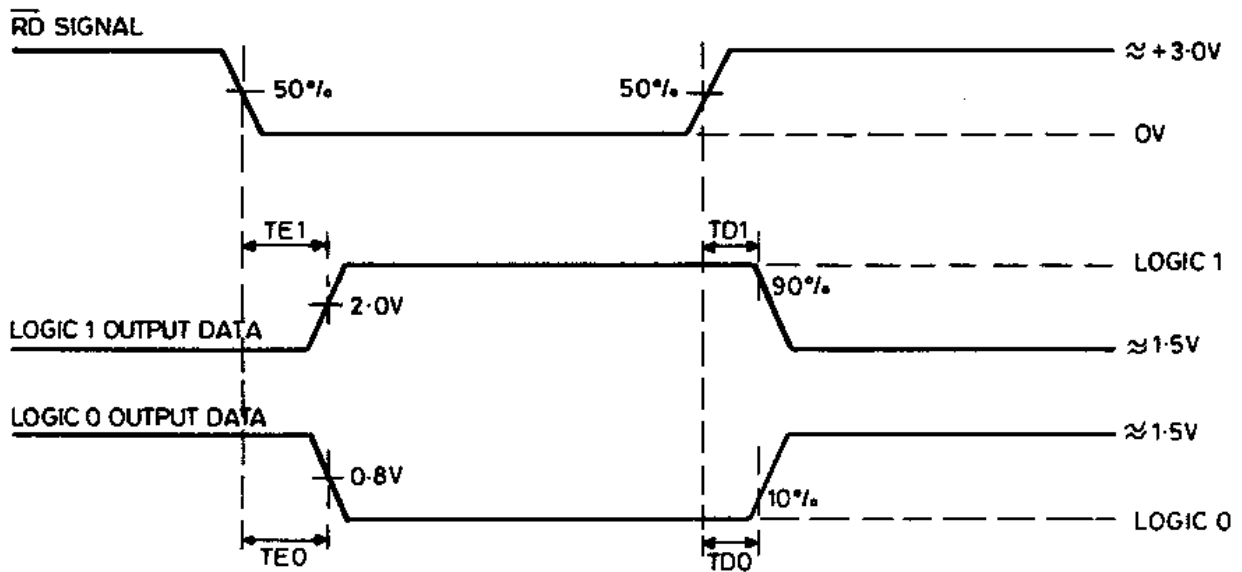 R̅D̅ SIGNAL
≈ +3·0V
50%
50%
0V
TE1
TD1
LOGIC 1
90%
2·0V
LOGIC 1 OUTPUT DATA
≈1·5V
LOGIC 0 OUTPUT DATA
≈1·5V
0·8V
10%
LOGIC 0
TE0
TD0